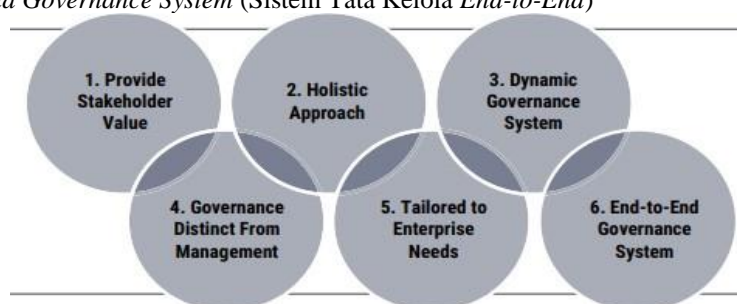 Governance System (Sistem Tata Kelola End-to-End)
1. Provide
Stakeholder
Value
2. Holistic
Approach
3. Dynamic
Governance
System
4. Governance
Distinct From
Management
5. Tailored to
Enterprise
Needs
6. End-to-End
Governance
System